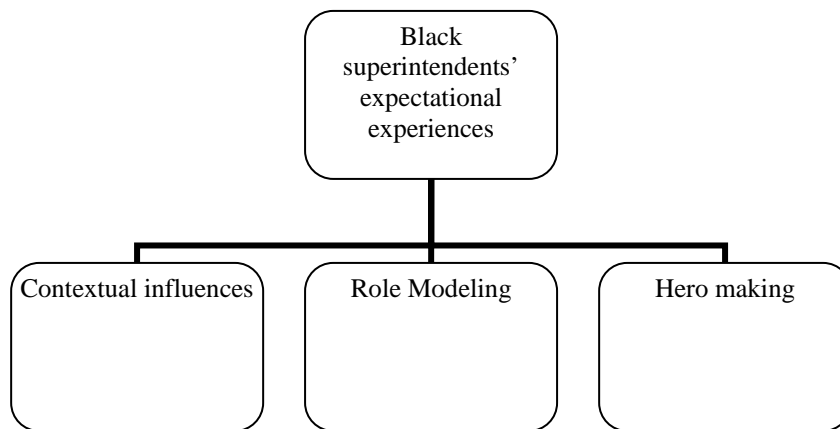 Black
superintendents’
expectational
experiences
Contextual influences
Role Modeling
Hero making